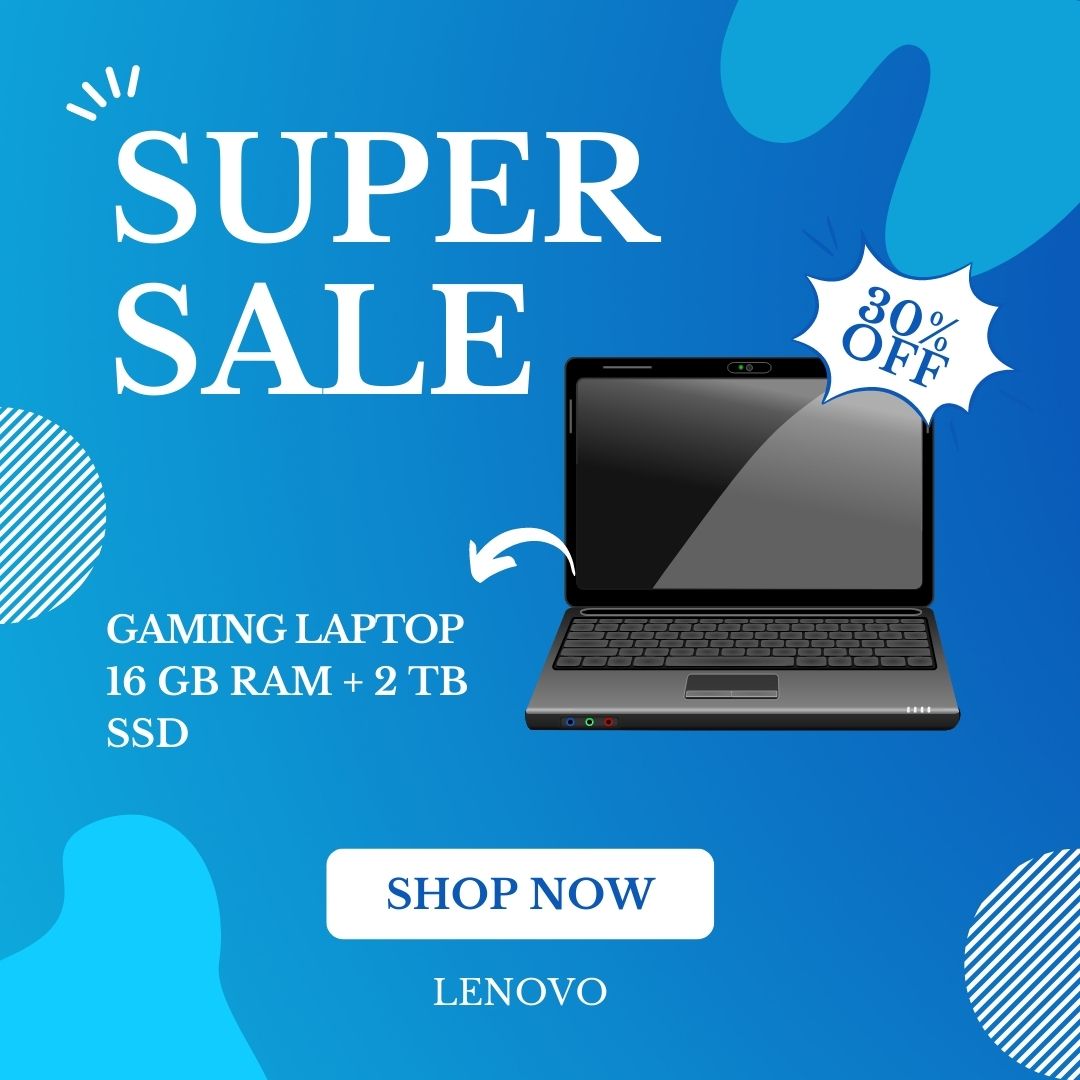 SUPER
SALE
30%
OFF
GAMING LAPTOP
16 GB RAM + 2 TB
SSD
SHOP NOW
LENOVO